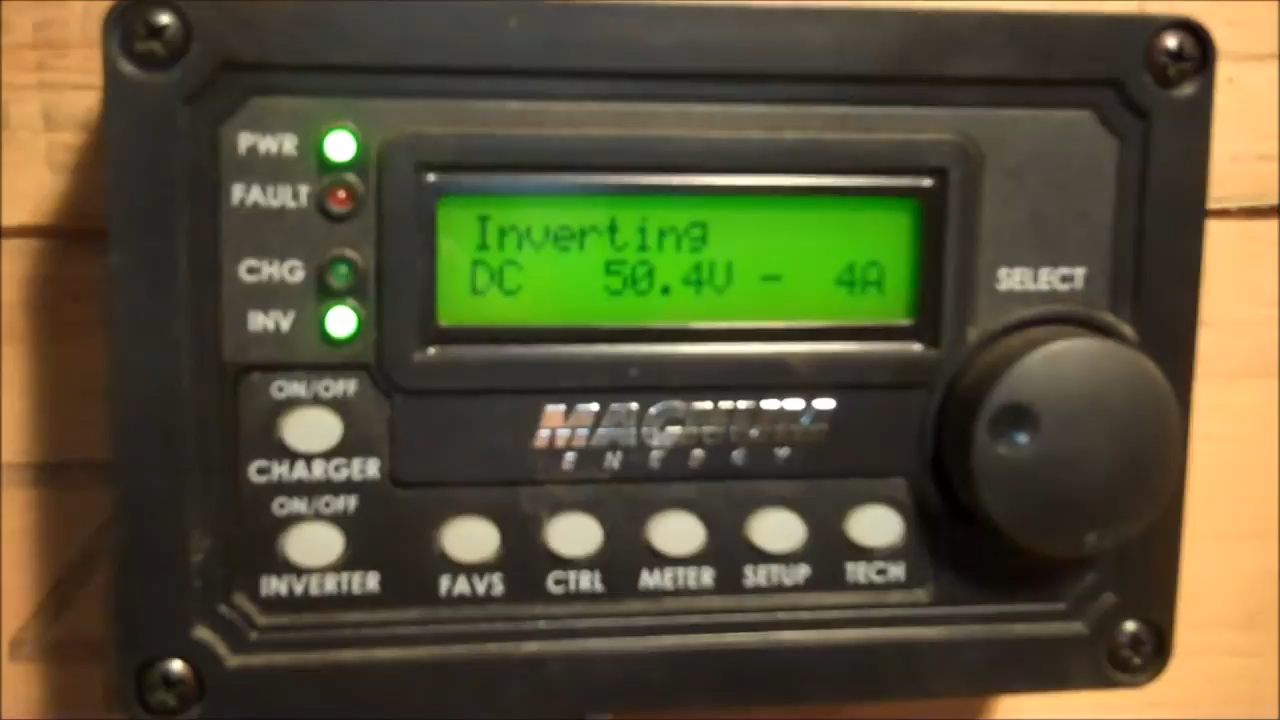 PWR
FAULT
CHG
INV
Inverting
DC 50.4V - 4A
SELECT
ON/OFF
CHARGER
ON/OFF
INVERTER
MAGNUM
ENERGY
FAVS
CTRL
METER
SETUP
TECH